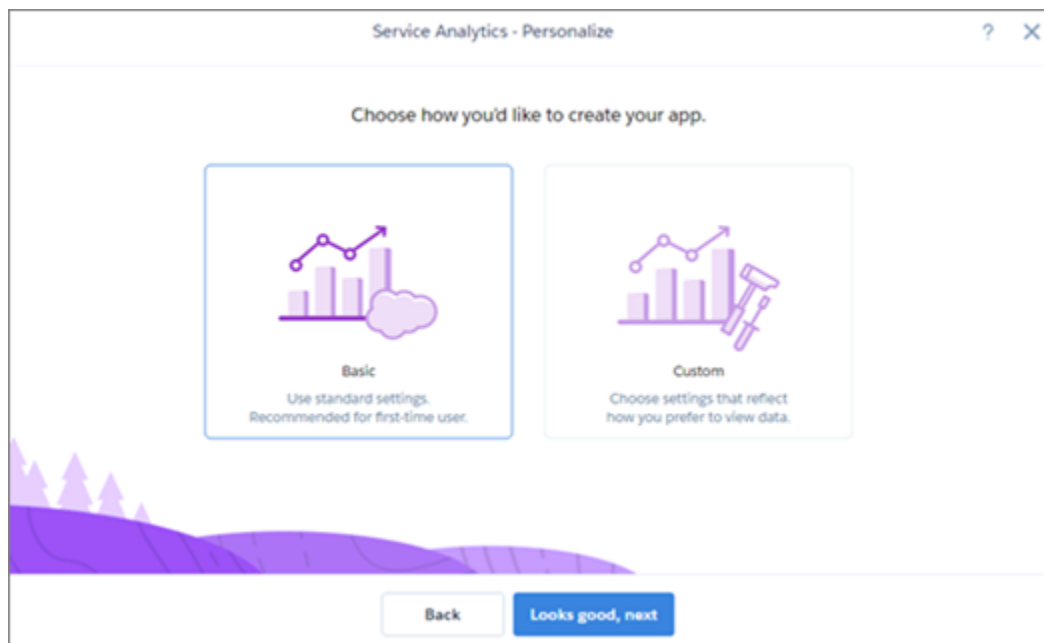 Service Analytics - Personalize
?
Choose how you'd like to create your app.
Basic
Use standard settings.
Recommended for first-time user.
Custom
Choose settings that reflect
how you prefer to view data.
Back
Looks good, next